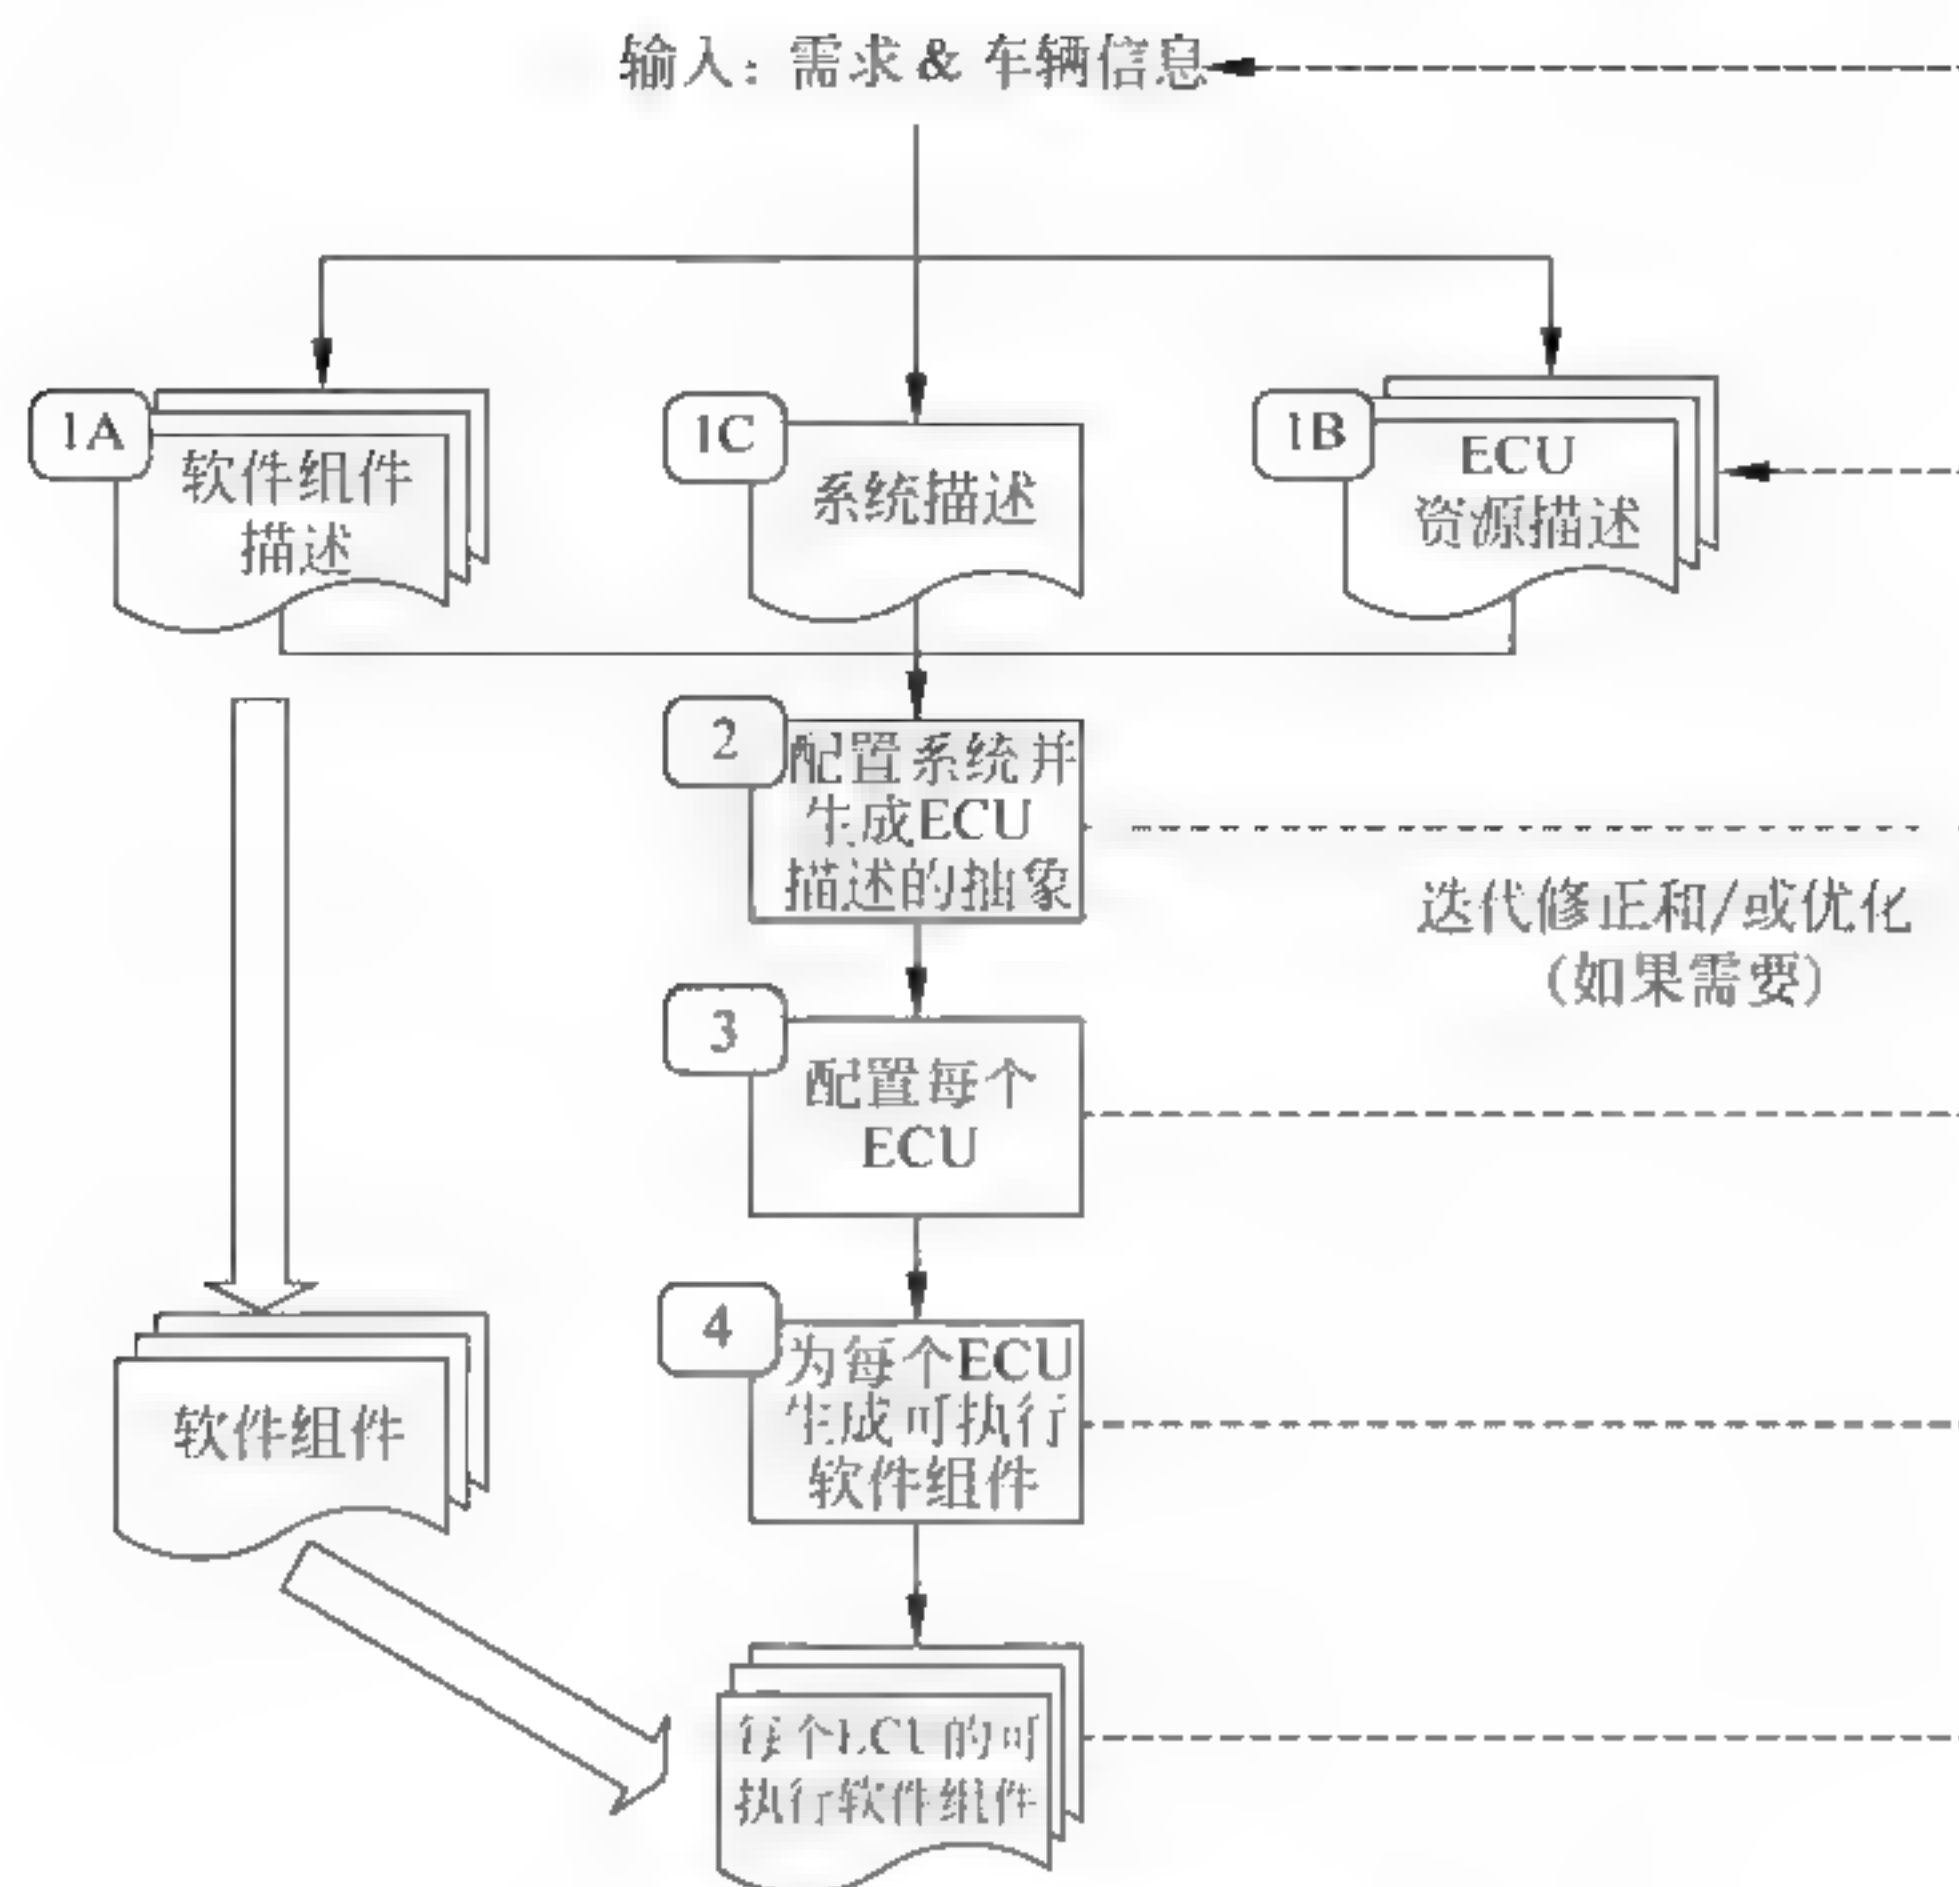 输入：需求 & 车辆信息
1A
软件组件
描述
1C
系统描述
1B
ECU
资源描述
2
配置系统并
生成ECU
描述的抽象
迭代修正和/或优化
（如果需要）
3
配置每个
ECU
4
为每个ECU
生成可执行
软件组件
软件组件
每个ECU的可
执行软件组件